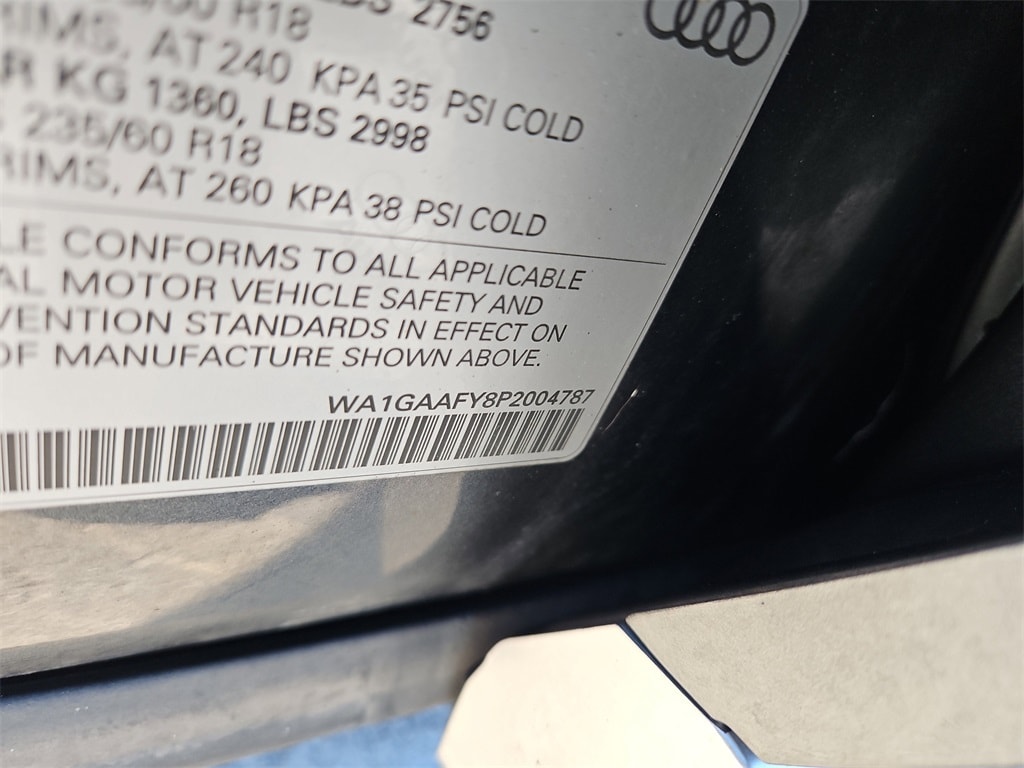 LBS 2756
R18
RIMS, AT 240 KPA 35 PSI COLD
R KG 1360, LBS 2998
235/60 R18
RIMS, AT 260 KPA 38 PSI COLD
LE CONFORMS TO ALL APPLICABLE
AL MOTOR VEHICLE SAFETY AND
VENTION STANDARDS IN EFFECT ON
OF MANUFACTURE SHOWN ABOVE.
WA1GAAFY8P2004787